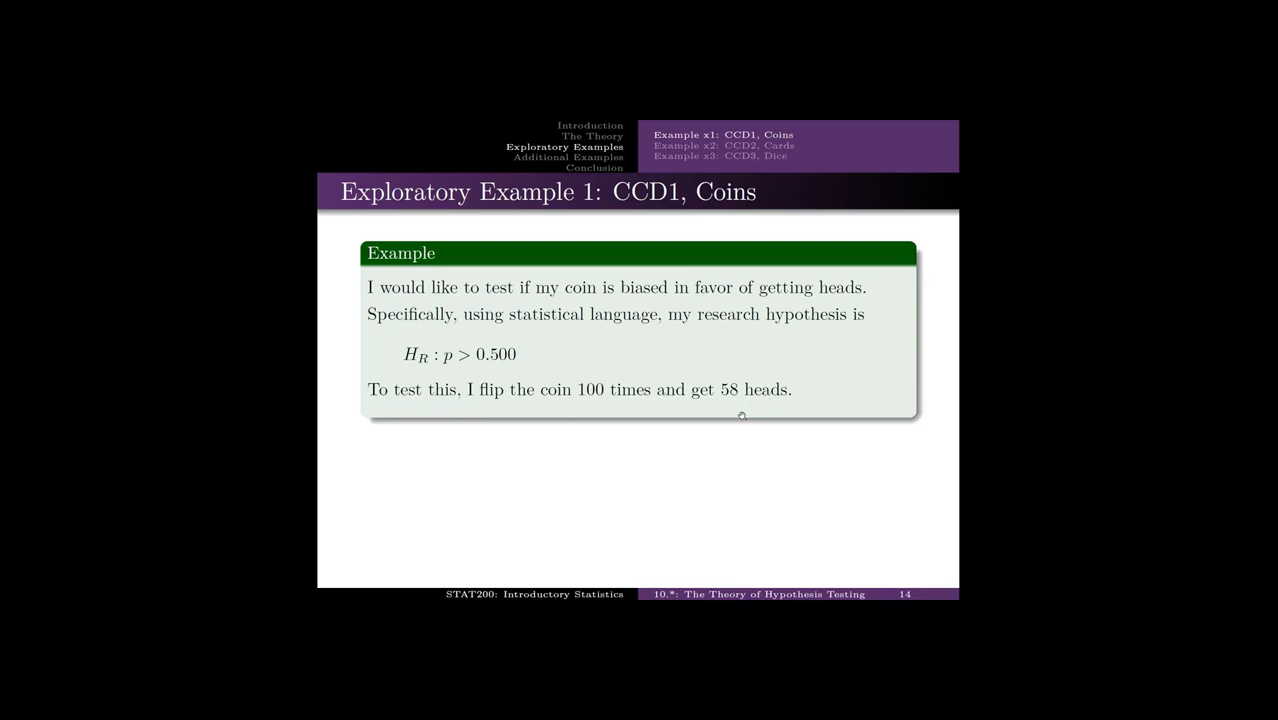 Introduction
The Theory
Exploratory Examples
Additional Examples
Conclusion
Example x1: CCD1, Coins
Example x2: CCD2, Cards
Example x3: CCD3, Dice
Exploratory Example 1: CCD1, Coins
Example
I would like to test if my coin is biased in favor of getting heads.
Specifically, using statistical language, my research hypothesis is
H_R : p > 0.500
To test this, I flip the coin 100 times and get 58 heads.
STAT200: Introductory Statistics
10.*: The Theory of Hypothesis Testing 14